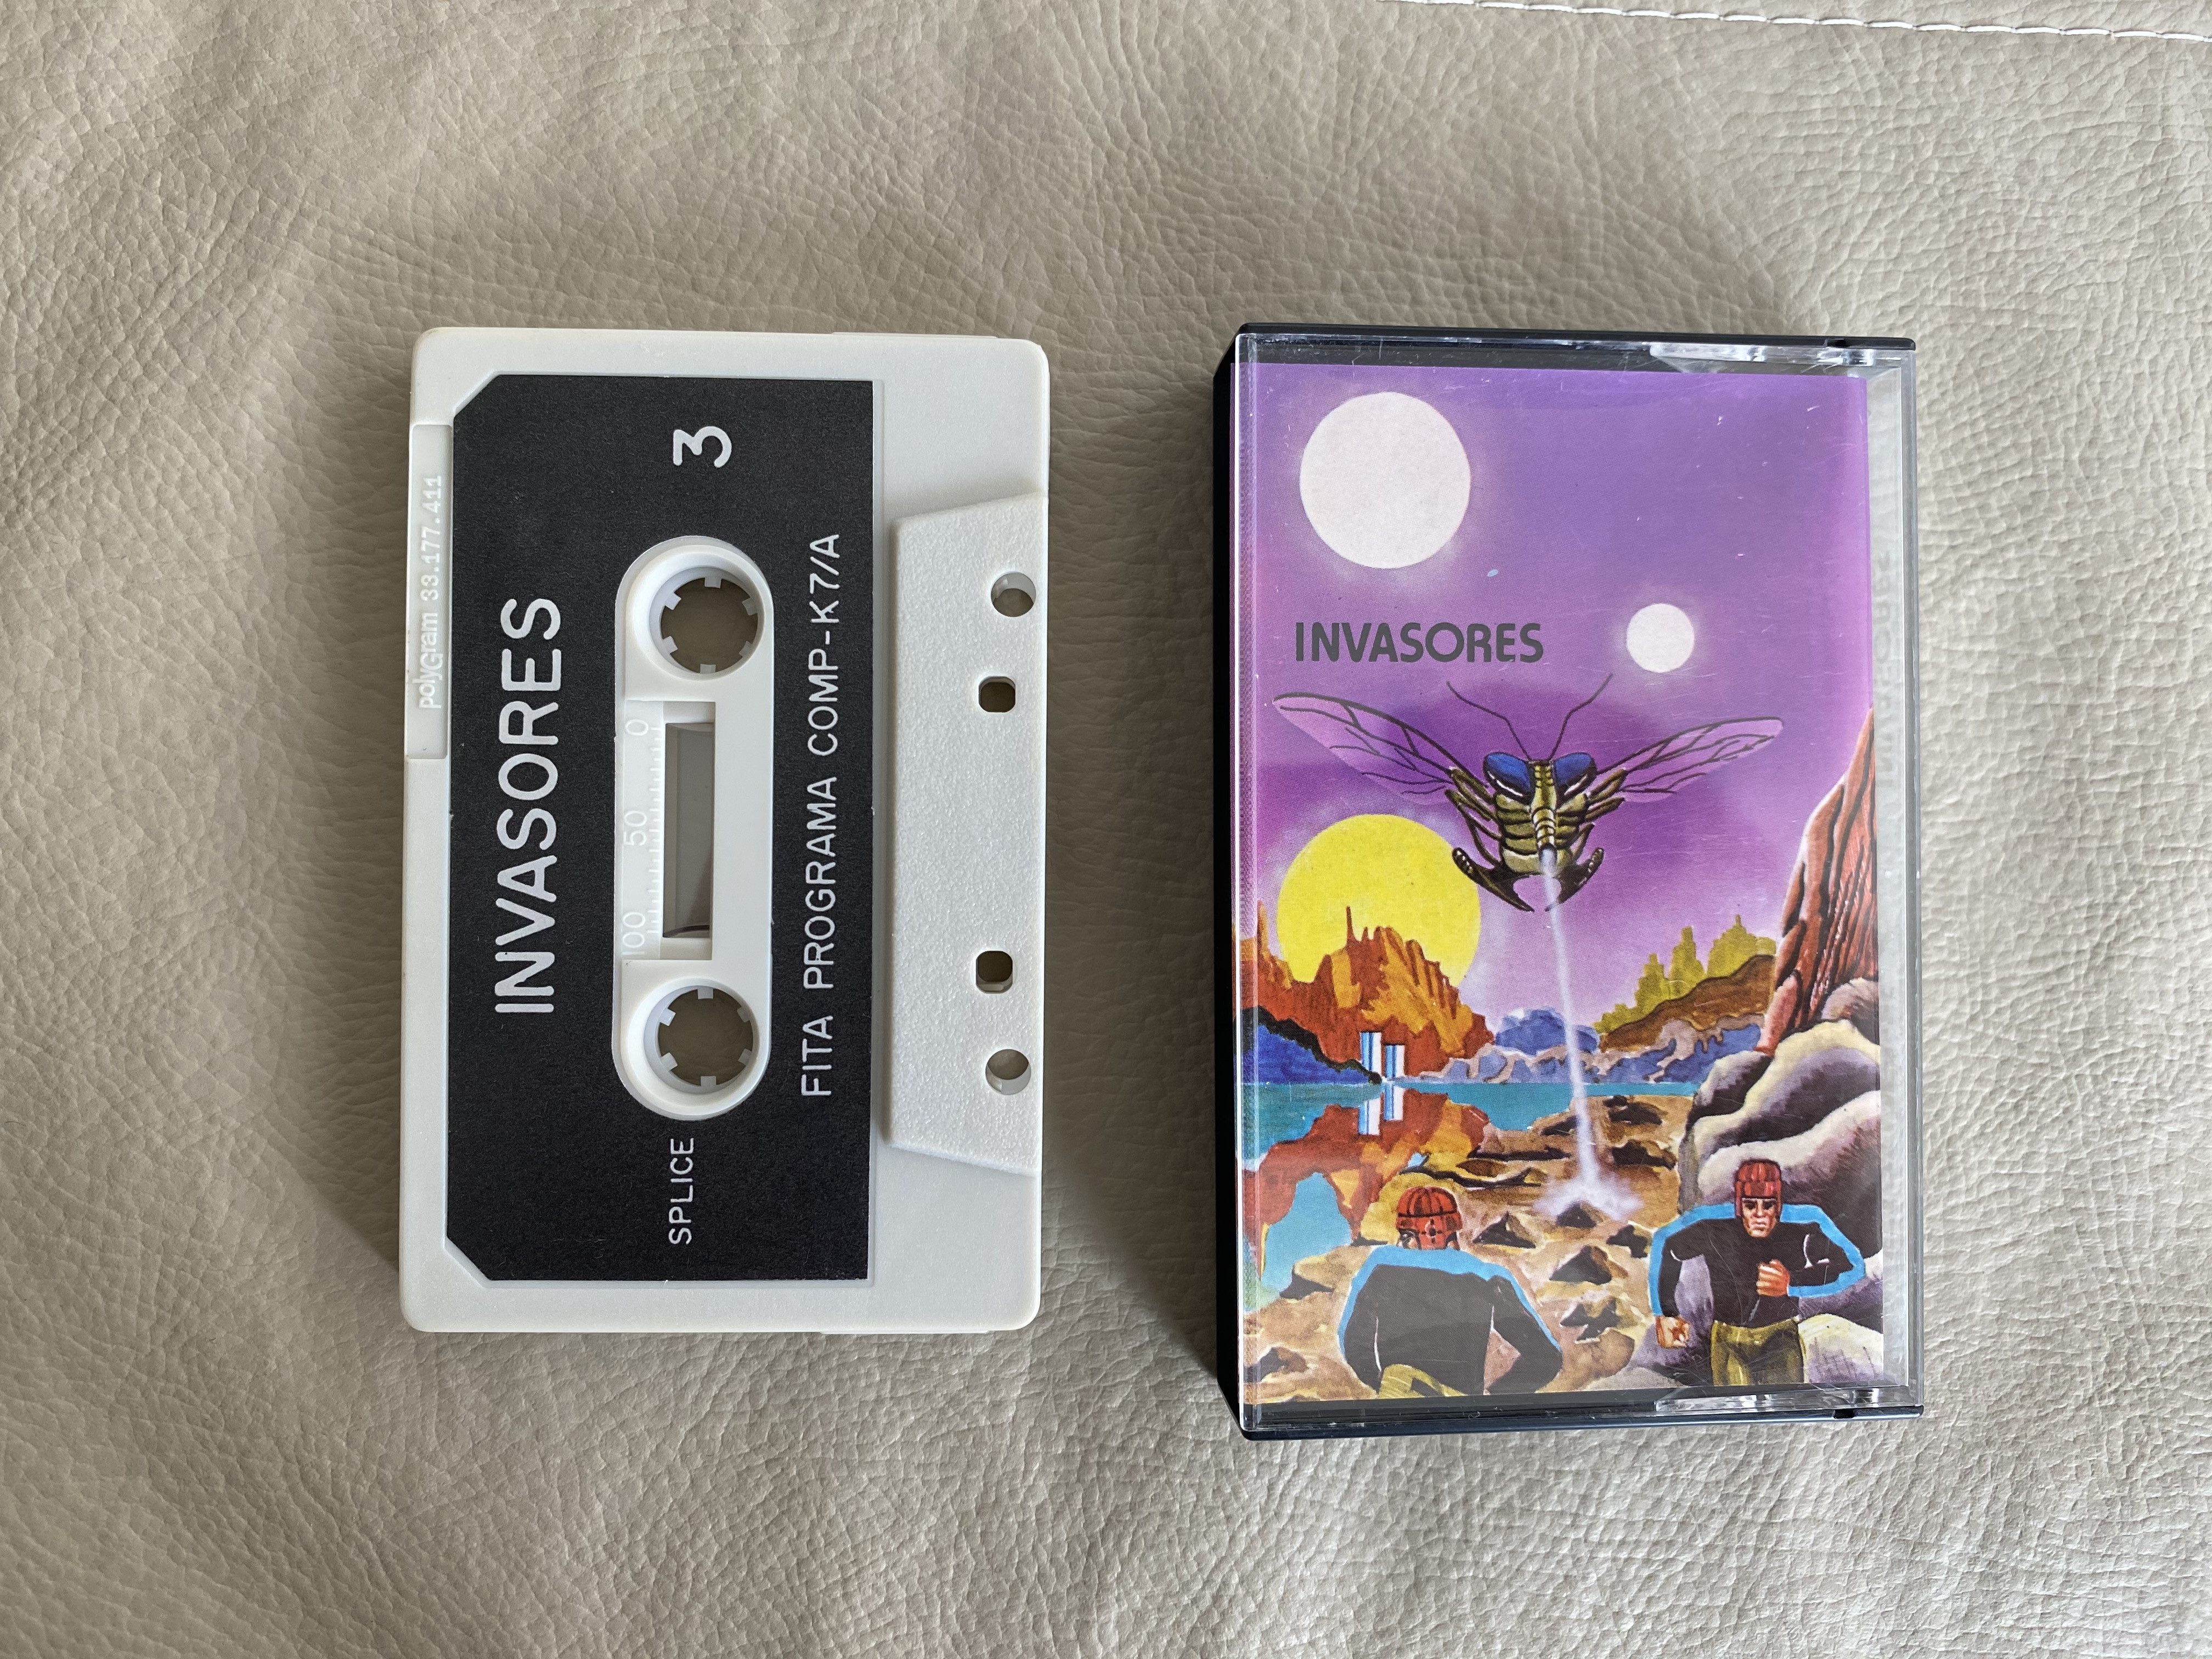 polyGram 33.177.411
INVASORES
3
0
50
100
SPLICE
FITA PROGRAMA COMP-K7/A
INVASORES